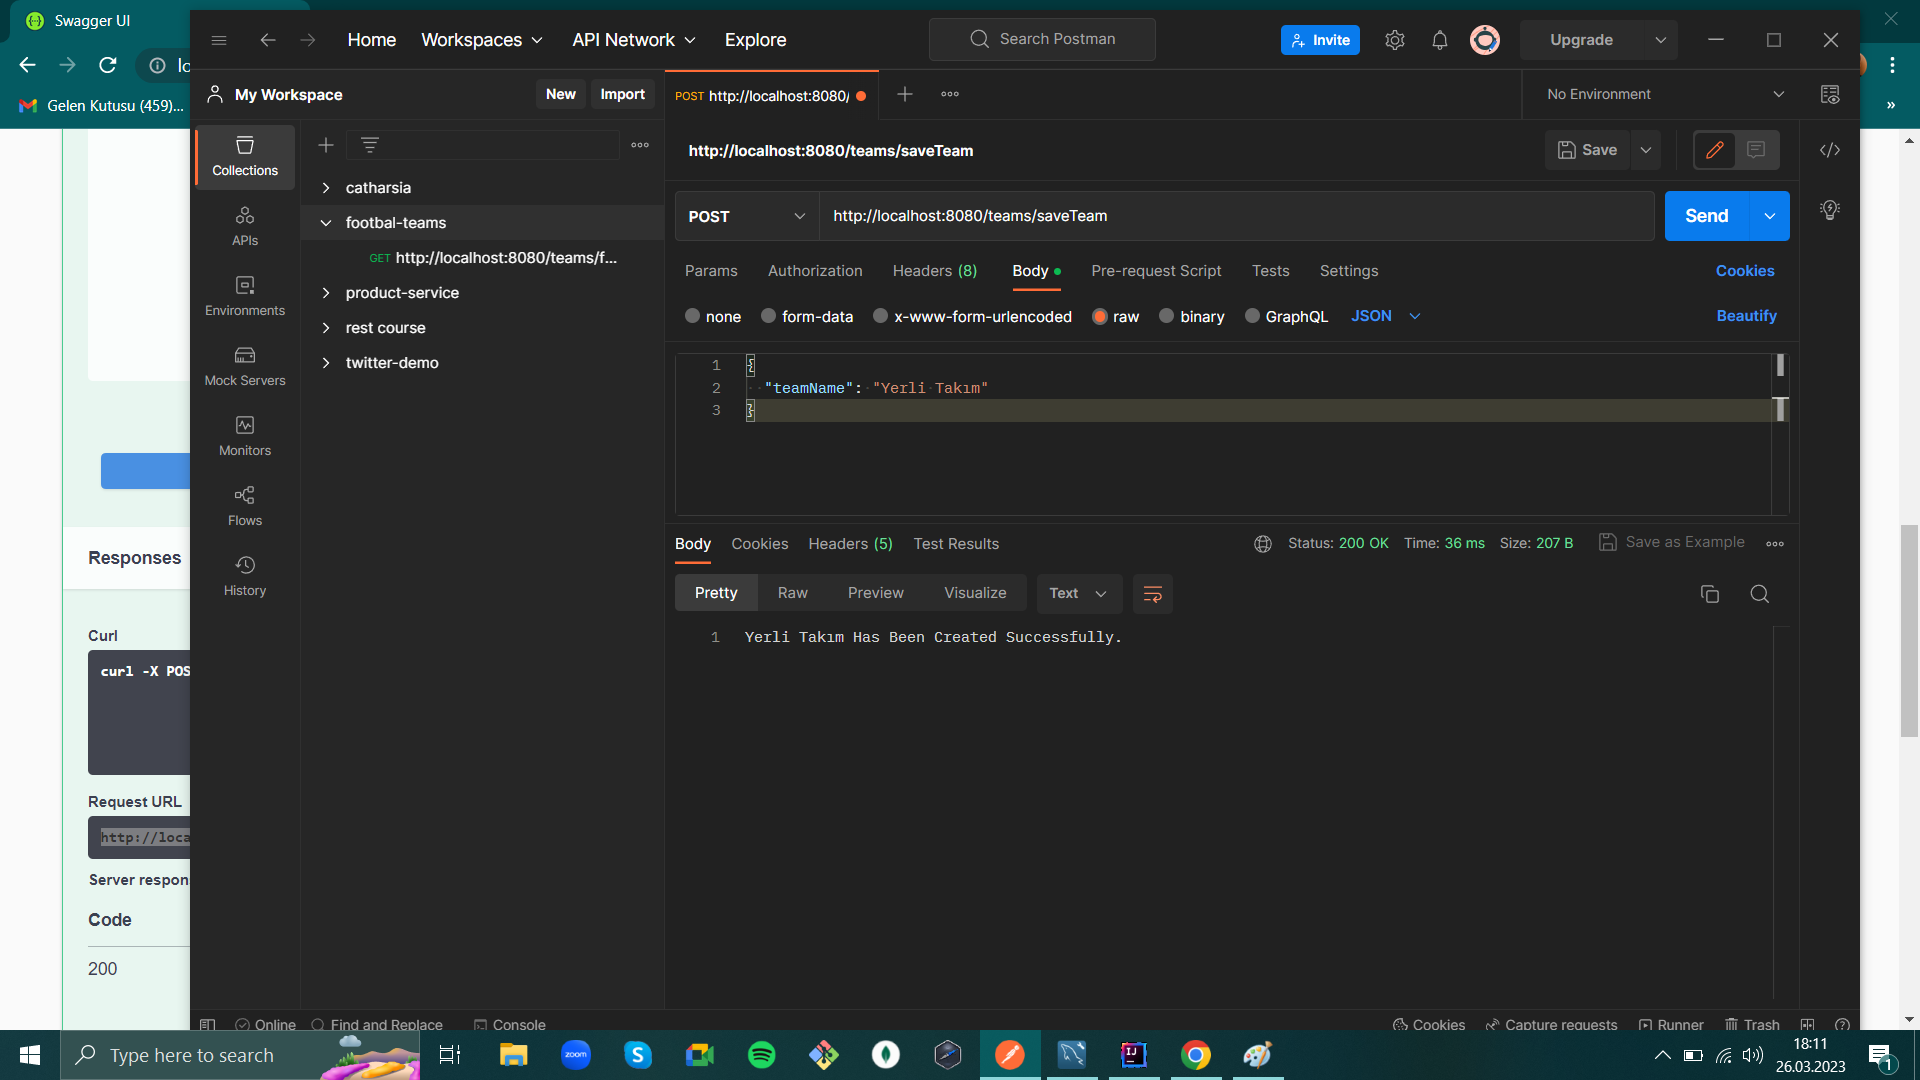 Swagger UI
Gelen Kutusu (459)...
»
Home
Workspaces
API Network
Explore
Search Postman
Invite
Upgrade
My Workspace
New
Import
POST http://localhost:8080/
No Environment
Collections
APIs
Environments
Mock Servers
Monitors
Flows
History
catharsia
footbal-teams
GET http://localhost:8080/teams/f...
product-service
rest course
twitter-demo
http://localhost:8080/teams/saveTeam
Save
POST
http://localhost:8080/teams/saveTeam
Send
Params
Authorization
Headers (8)
Body
Pre-request Script
Tests
Settings
Cookies
none
form-data
x-www-form-urlencoded
raw
binary
GraphQL
JSON
Beautify
1 {
2 "teamName": "Yerli Takım"
3 }
Body
Cookies
Headers (5)
Test Results
Status: 200 OK
Time: 36 ms
Size: 207 B
Save as Example
Pretty
Raw
Preview
Visualize
Text
1 Yerli Takım Has Been Created Successfully.
Responses
Curl
curl -X POS
Request URL
http://loca
Server respon
Code
200
Online
Find and Replace
Console
Cookies
Capture requests
Runner
Trash
Type here to search
zoom
IJ
18:11
26.03.2023
1